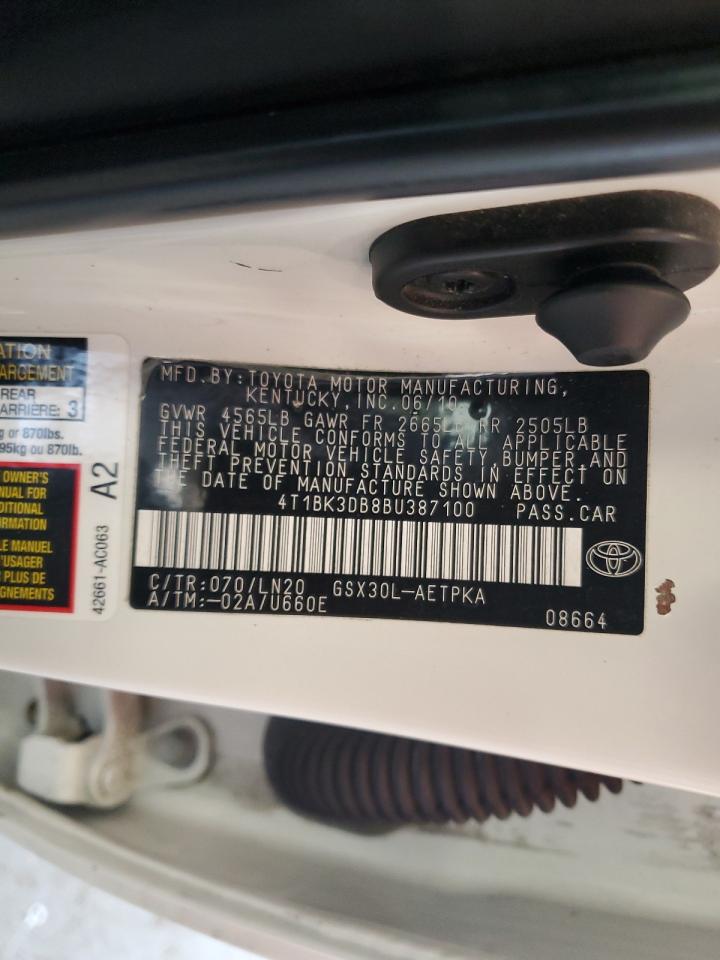 ATION
ARGEMENT
REAR
ARRIÈRE: 3
g or 870lbs.
95kg ou 870lb.
OWNER'S
NUAL FOR
DITIONAL
FORMATION
LE MANUEL
'USAGER
PLUS DE
GNEMENTS
A2
42661-AC063
MFD.BY:TOYOTA MOTOR MANUFACTURING,
KENTUCKY, INC. 06/10
GVWR 4565LB GAWR FR 2665LB RR 2505LB
THIS VEHICLE CONFORMS TO ALL APPLICABLE
FEDERAL MOTOR VEHICLE SAFETY, BUMPER, AND
THEFT PREVENTION STANDARDS IN EFFECT ON
THE DATE OF MANUFACTURE SHOWN ABOVE.
4T1BK3DB8BU387100 PASS.CAR
C/TR:070/LN20 GSX30L-AETPKA
A/TM:-02A/U660E
08664